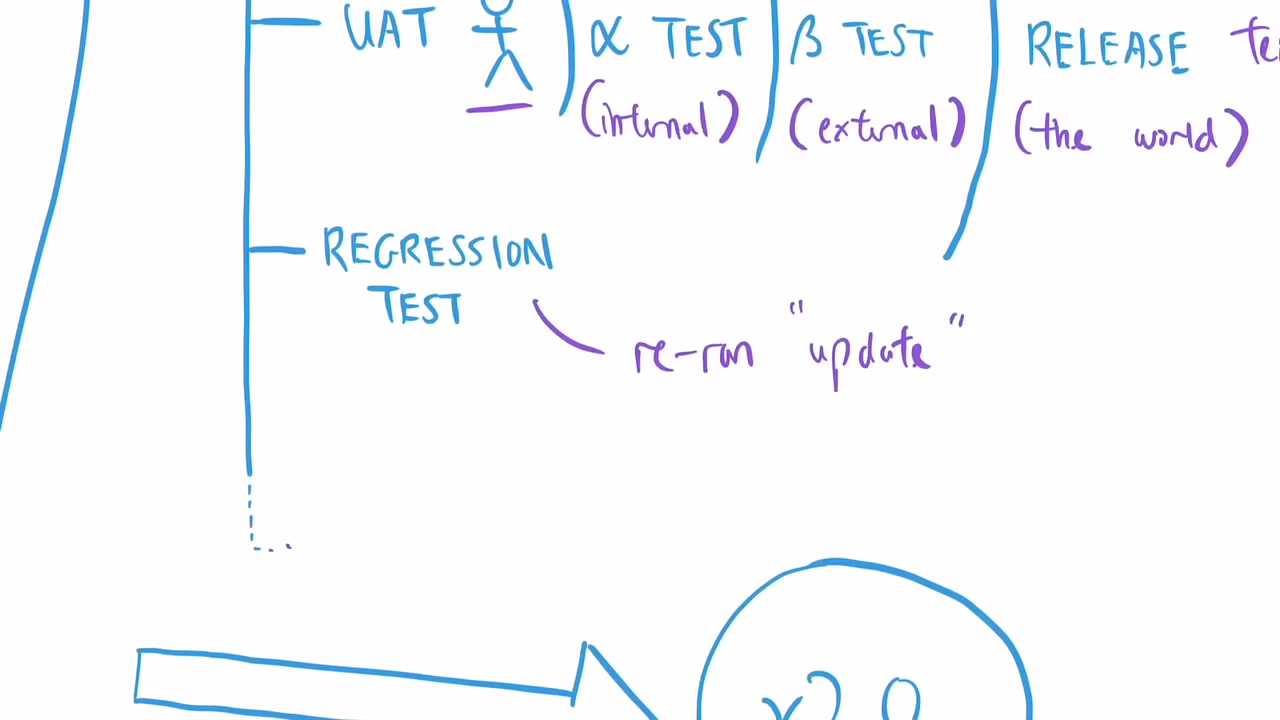 UAT α TEST β TEST RELEASE
(internal) (external) (the world)
REGRESSION
TEST
re-run "update"